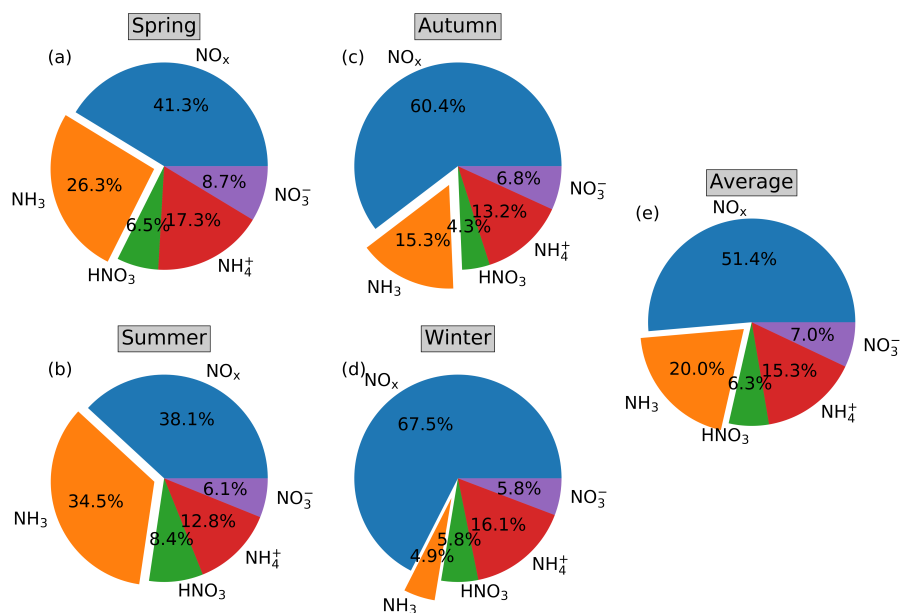 Spring
(a)
NOₓ
41.3%
NH₃
26.3%
HNO₃
6.5%
NH₄⁺
17.3%
NO₃⁻
8.7%
Summer
(b)
NOₓ
38.1%
NH₃
34.5%
HNO₃
8.4%
NH₄⁺
12.8%
NO₃⁻
6.1%
Autumn
(c)
NOₓ
60.4%
NH₃
15.3%
HNO₃
4.3%
NH₄⁺
13.2%
NO₃⁻
6.8%
Winter
(d)
NOₓ
67.5%
NH₃
4.9%
HNO₃
5.8%
NH₄⁺
16.1%
NO₃⁻
5.8%
Average
(e)
NOₓ
51.4%
NH₃
20.0%
HNO₃
6.3%
NH₄⁺
15.3%
NO₃⁻
7.0%